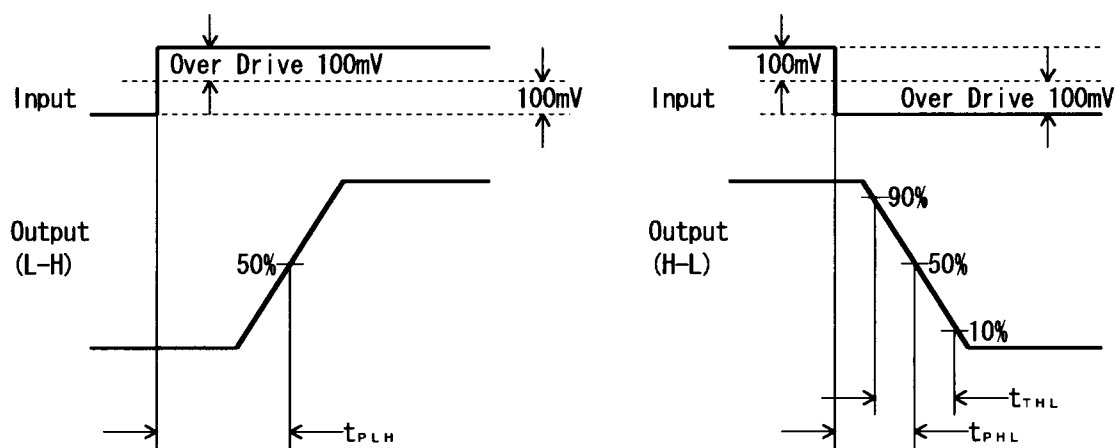 Over Drive 100mV
Input
100mV
Output
(L-H)
50%
tPLH
100mV
Input
Over Drive 100mV
90%
Output
(H-L)
50%
10%
tTHL
tPHL